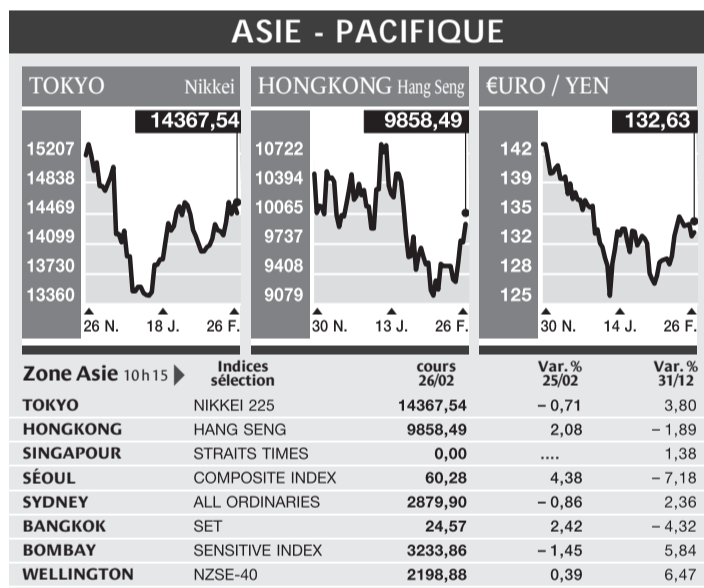 ASIE - PACIFIQUE
TOKYO Nikkei
14367,54
15207
14838
14469
14099
13730
13360
26 N. 18 J. 26 F.
HONGKONG Hang Seng
9858,49
10722
10394
10065
9737
9408
9079
30 N. 13 J. 26 F.
€URO / YEN
132,63
142
139
135
132
128
125
30 N. 14 J. 26 F.
Zone Asie 10h15 Indices sélection cours 26/02 Var. % 25/02 Var. % 31/12
TOKYO NIKKEI 225 14367,54 – 0,71 3,80
HONGKONG HANG SENG 9858,49 2,08 – 1,89
SINGAPOUR STRAITS TIMES 0,00 .... 1,38
SÉOUL COMPOSITE INDEX 60,28 4,38 – 7,18
SYDNEY ALL ORDINARIES 2879,90 – 0,86 2,36
BANGKOK SET 24,57 2,42 – 4,32
BOMBAY SENSITIVE INDEX 3233,86 – 1,45 5,84
WELLINGTON NZSE-40 2198,88 0,39 6,47